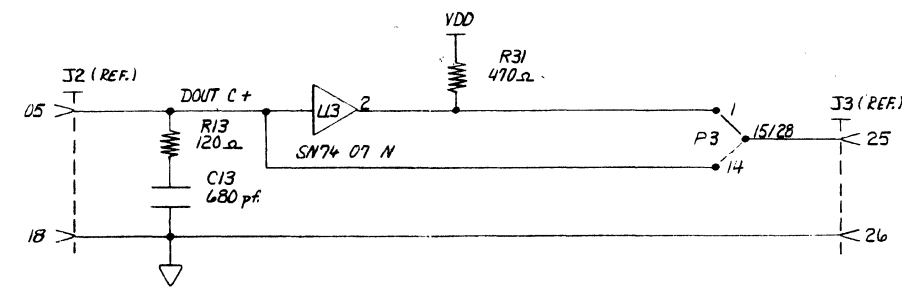 VDD
R31
470Ω
J2 (REF.)
DOUT C+
05
U3
2
1
J3 (REF.)
R13
120Ω
P3
15/28
25
SN74 07 N
14
C13
680 pf.
18
26